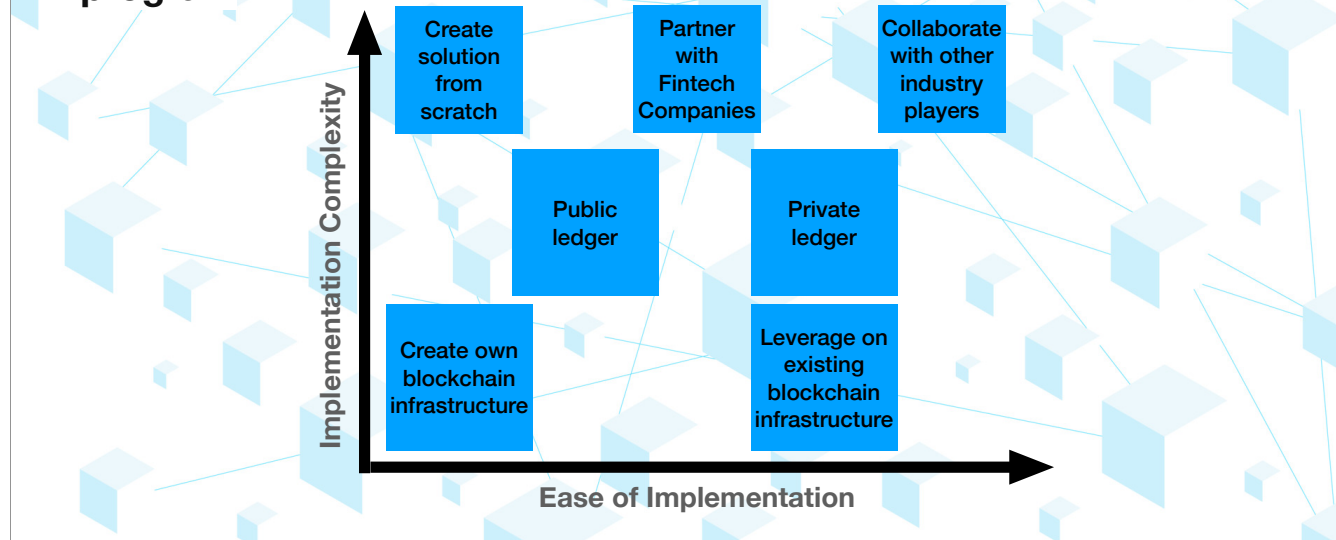 Create
solution
from
scratch
Partner
with
Fintech
Companies
Collaborate
with other
industry
players
Public
ledger
Private
ledger
Create own
blockchain
infrastructure
Leverage on
existing
blockchain
infrastructure
Implementation Complexity
Ease of Implementation